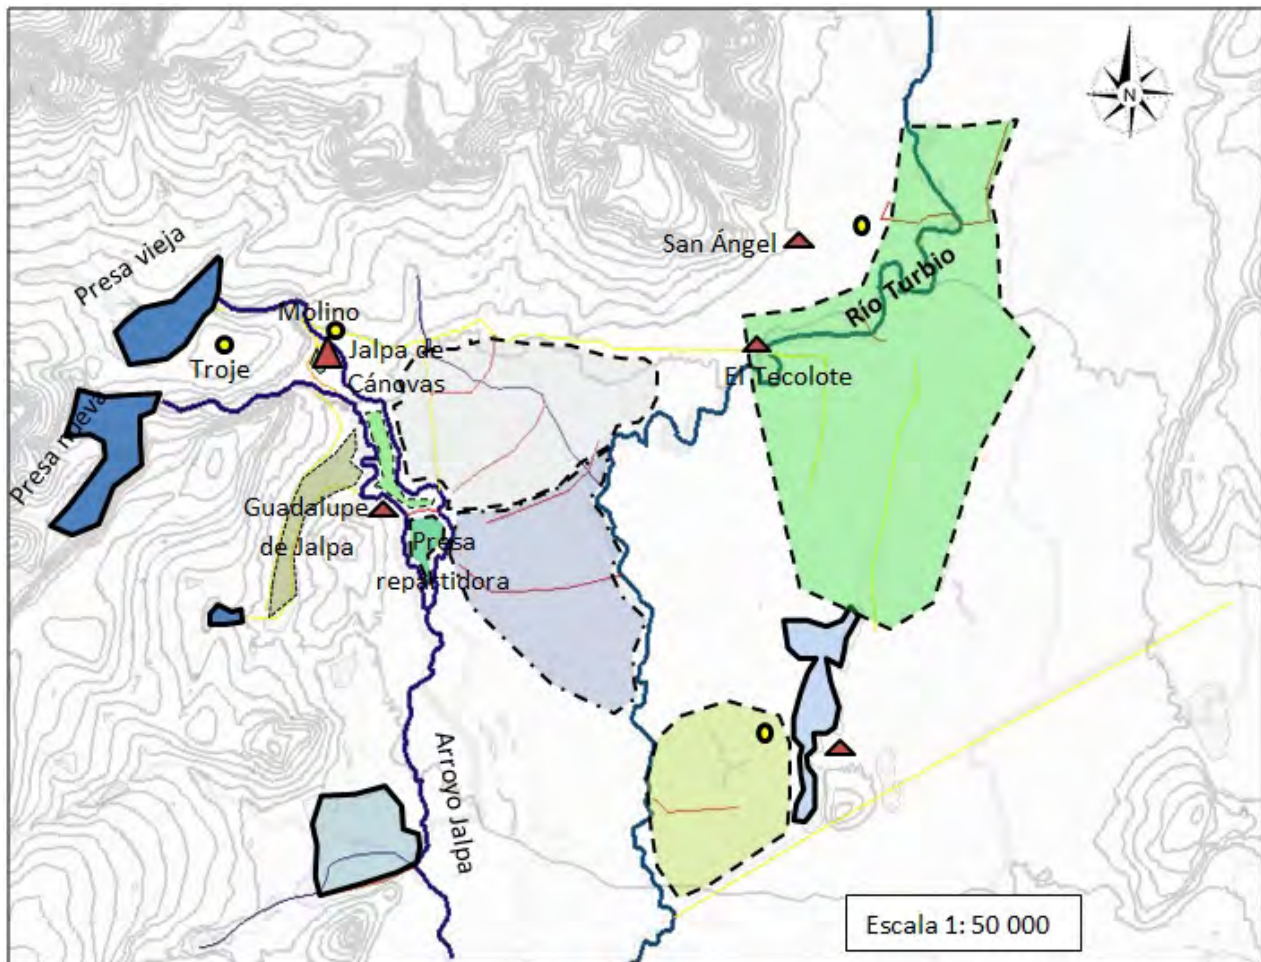 N
San Ángel
Presa vieja
Río Turbio
Molino
Troje
Jalpa de
Cánovas
El Tecolote
Presa nueva
Guadalupe
de Jalpa
Presa
repartidora
Arroyo Jalpa
Escala 1: 50 000